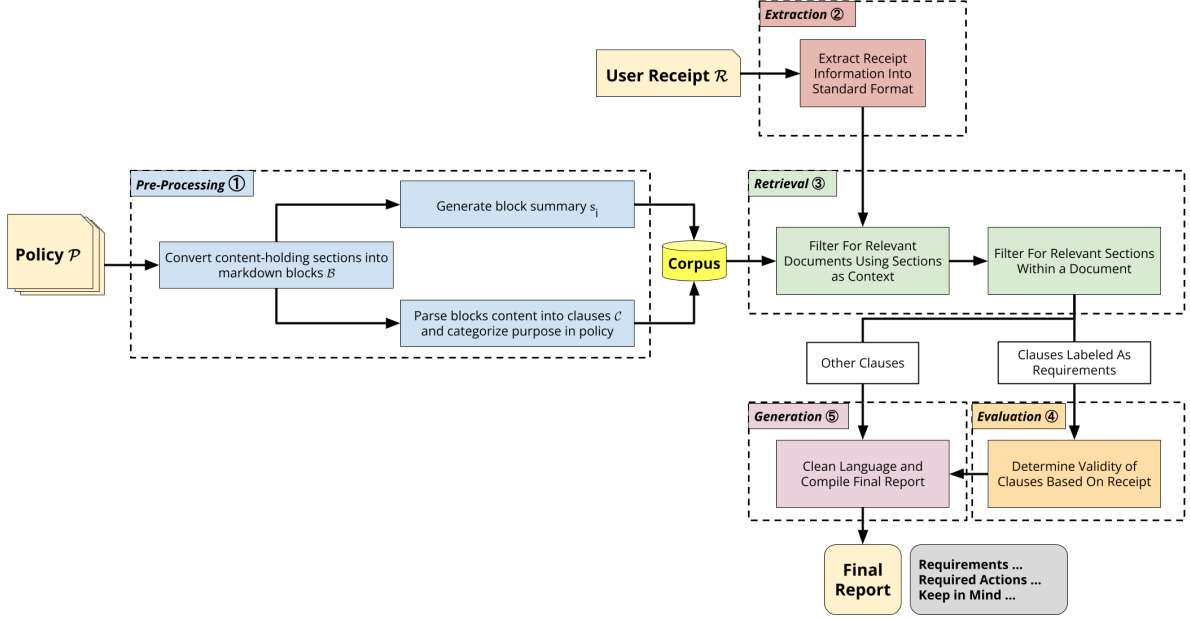 Extraction ②
User Receipt ℛ
Extract Receipt
Information Into
Standard Format
Pre-Processing ①
Policy 𝒫
Convert content-holding sections into
markdown blocks ℬ
Generate block summary sᵢ
Parse blocks content into clauses 𝒞
and categorize purpose in policy
Corpus
Retrieval ③
Filter For Relevant
Documents Using Sections
as Context
Filter For Relevant Sections
Within a Document
Other Clauses
Clauses Labeled As
Requirements
Generation ⑤
Clean Language and
Compile Final Report
Evaluation ④
Determine Validity of
Clauses Based On Receipt
Final
Report
Requirements ...
Required Actions ...
Keep in Mind ...